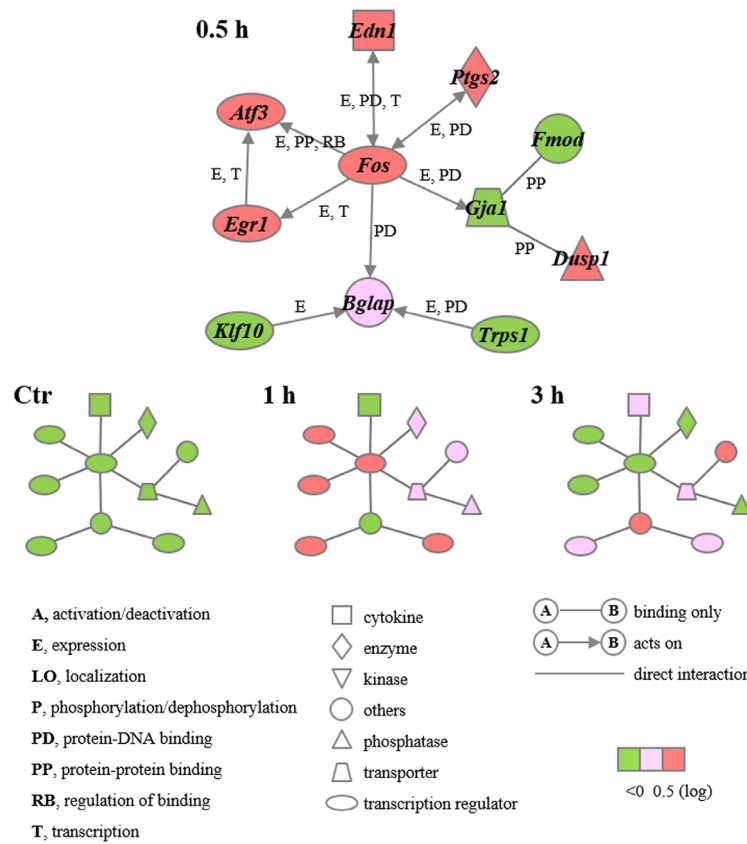 0.5 h
Edn1
Ptgs2
E, PD, T
Atf3
E, PD
Fmod
E, PP, RB
Fos
E, PD
PP
E, T
Gja1
E, T
Egr1
PD
PP
Dusp1
Bglap
E
E, PD
Klf10
Trps1
Ctr
1 h
3 h
A, activation/deactivation
E, expression
LO, localization
P, phosphorylation/dephosphorylation
PD, protein-DNA binding
PP, protein-protein binding
RB, regulation of binding
T, transcription
cytokine
enzyme
kinase
others
phosphatase
transporter
transcription regulator
A B binding only
A B acts on
direct interaction
<0 0.5 (log)